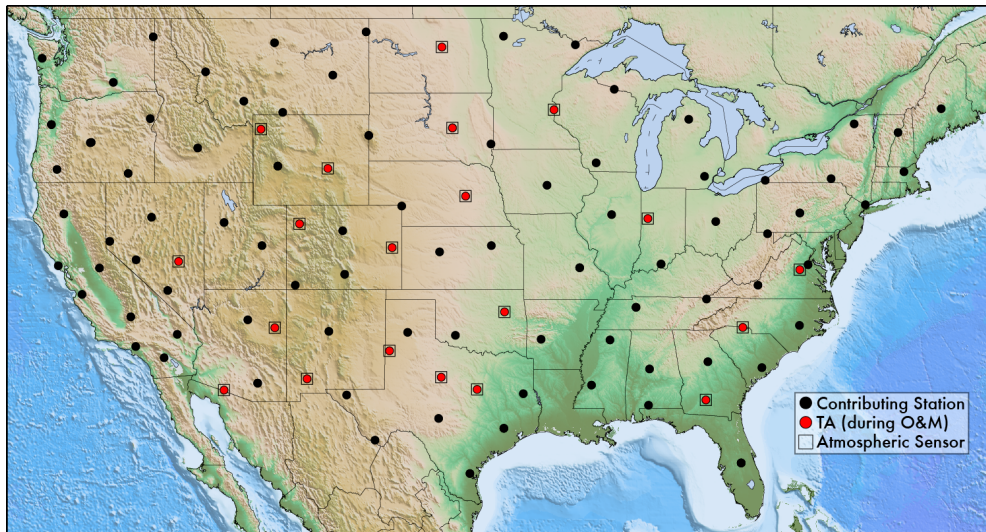 Contributing Station
TA (during O&M)
Atmospheric Sensor